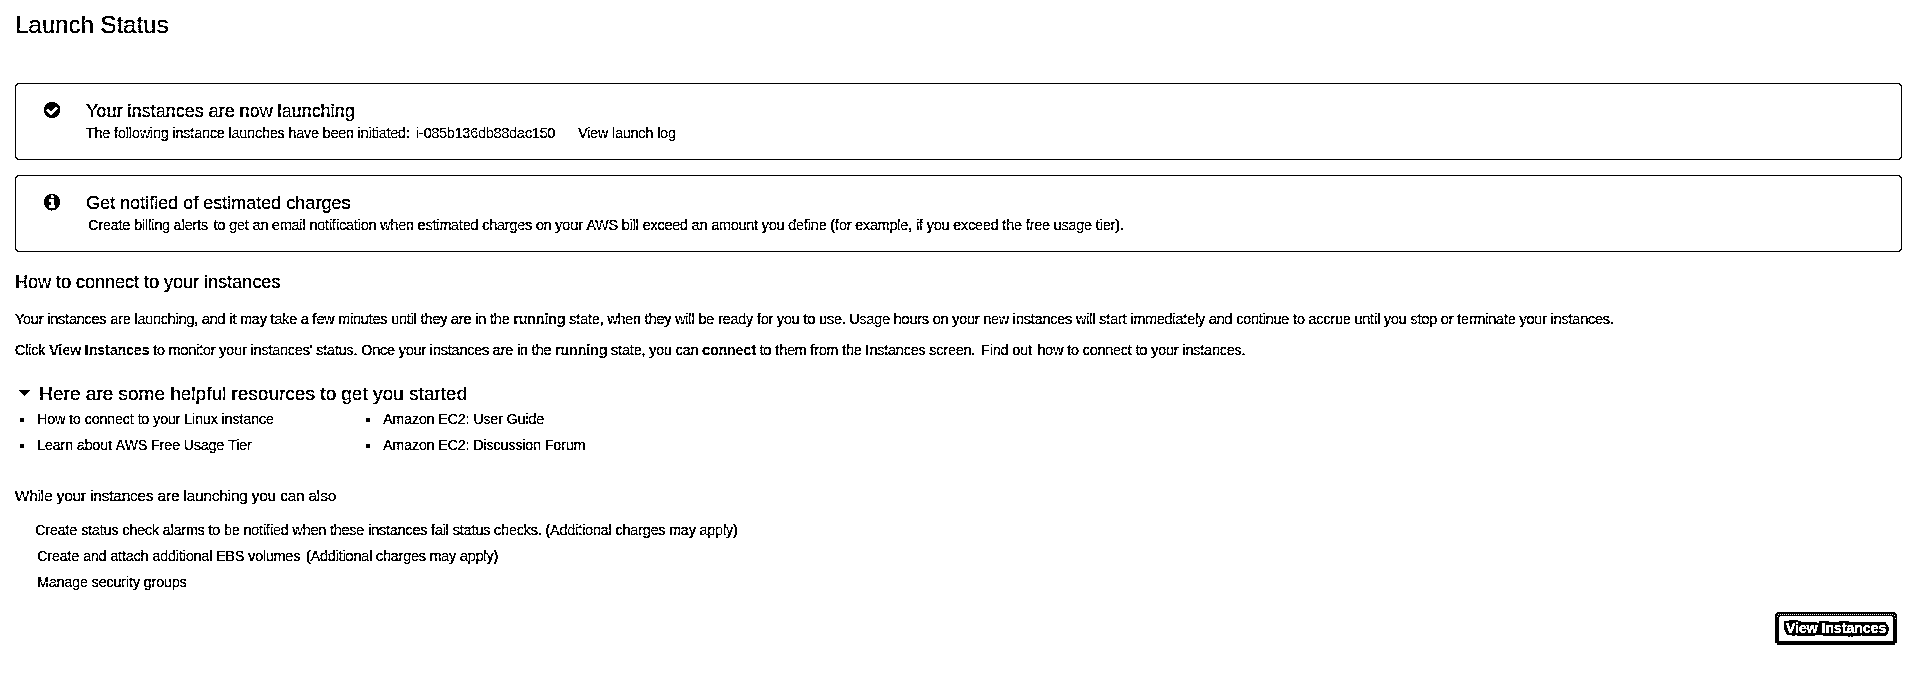 Launch Status
Your instances are now launching
The following instance launches have been initiated: i-085b136db88dac150 View launch log
Get notified of estimated charges
Create billing alerts to get an email notification when estimated charges on your AWS bill exceed an amount you define (for example, if you exceed the free usage tier).
How to connect to your instances
Your instances are launching, and it may take a few minutes until they are in the running state, when they will be ready for you to use. Usage hours on your new instances will start immediately and continue to accrue until you stop or terminate your instances.
Click View Instances to monitor your instances' status. Once your instances are in the running state, you can connect to them from the Instances screen. Find out how to connect to your instances.
Here are some helpful resources to get you started
• How to connect to your Linux instance • Amazon EC2: User Guide
• Learn about AWS Free Usage Tier • Amazon EC2: Discussion Forum
While your instances are launching you can also
Create status check alarms to be notified when these instances fail status checks. (Additional charges may apply)
Create and attach additional EBS volumes (Additional charges may apply)
Manage security groups
View Instances